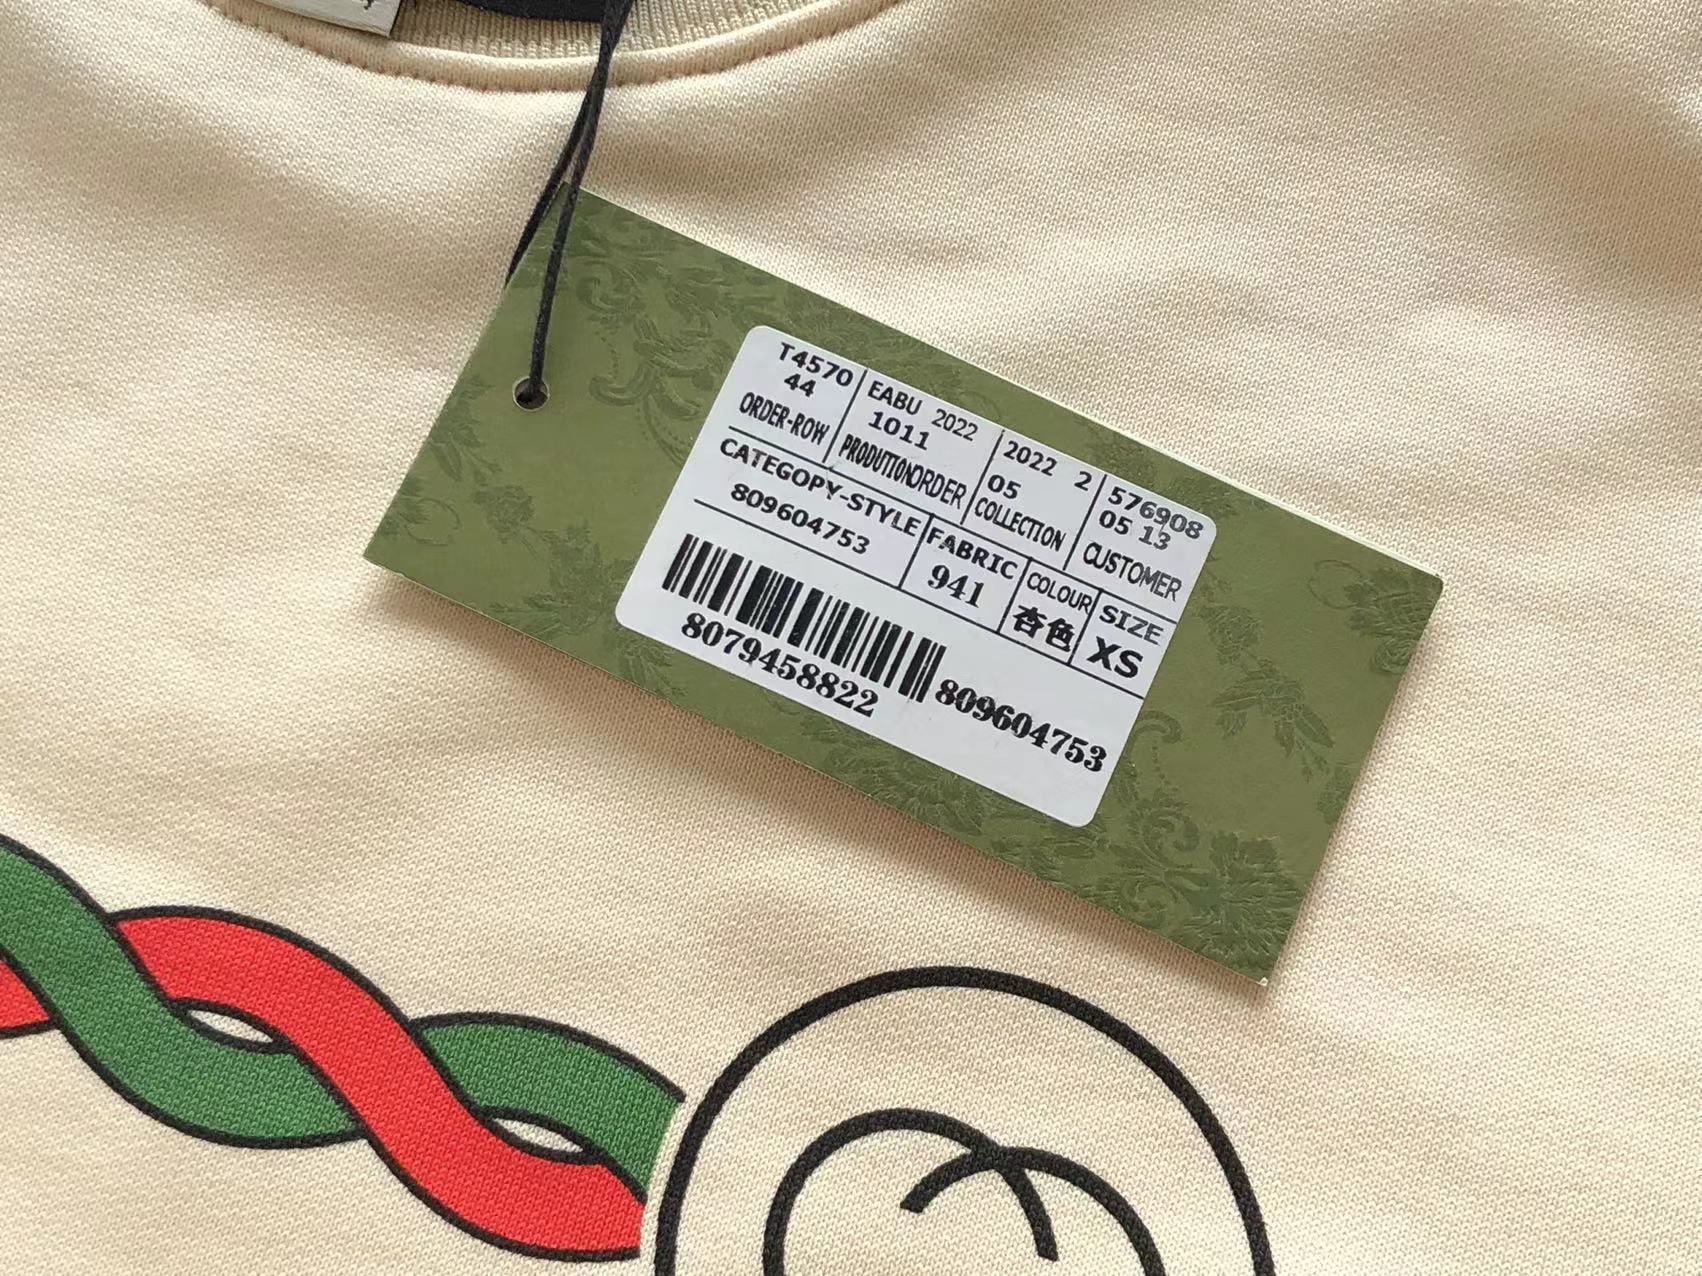 T4570
44
ORDER-ROW
EABU 2022
1011
PRODUTIONORDER
2022 2
05
COLLECTION
576908
05 13
CUSTOMER
CATEGOPY-STYLE
809604753
FABRIC
941
COLOUR
杏色
SIZE
XS
8079458822
809604753